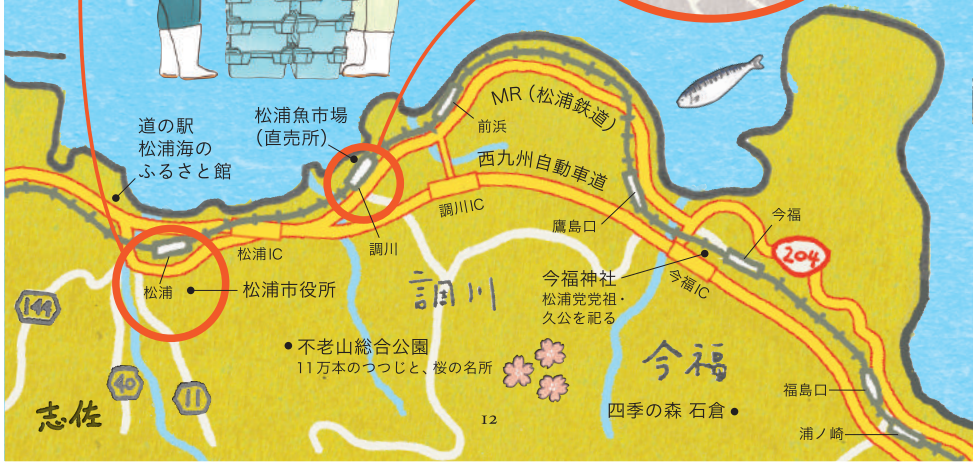 MR（松浦鉄道）
前浜
松浦魚市場
（直売所）
道の駅
松浦海の
ふるさと館
西九州自動車道
調川IC
鷹島口
今福
204
松浦IC
調川
松浦
松浦市役所
今福神社
松浦党党祖・
久公を祀る
今福IC
調川
144
不老山総合公園
11万本のつつじと、桜の名所
今福
40
11
志佐
12
四季の森 石倉
福島口
浦ノ崎